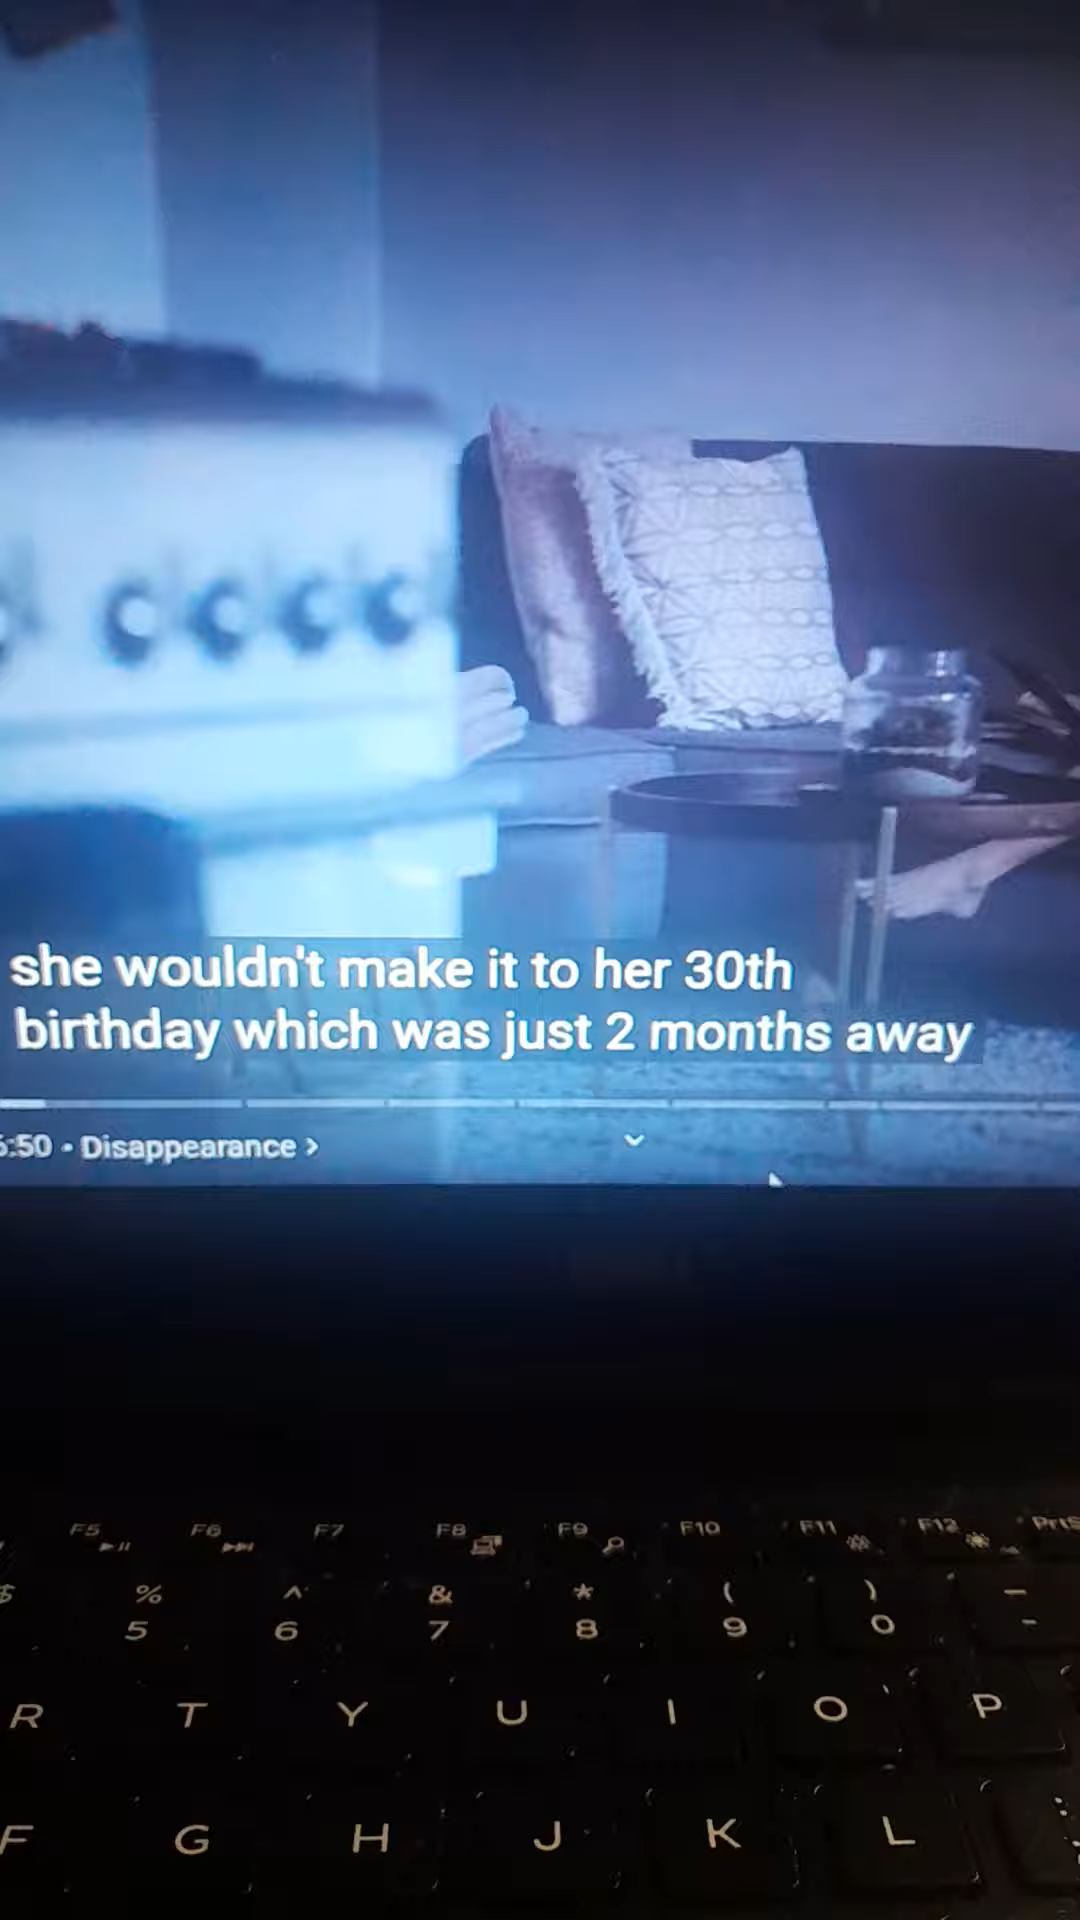 she wouldn't make it to her 30th
birthday which was just 2 months away
:50 • Disappearance >
F5 F6 F7 F8 F9 F10 F11 F12
% ^ & * ( ) –
5 6 7 8 9 0 -
R T Y U I O P
F G H J K L